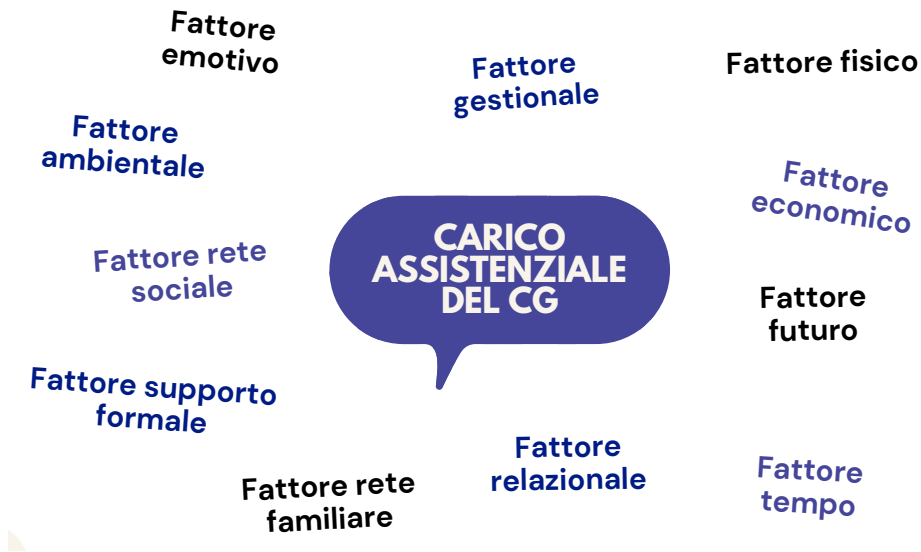 Fattore
emotivo
Fattore
gestionale
Fattore fisico
Fattore
ambientale
Fattore
economico
CARICO
ASSISTENZIALE
DEL CG
Fattore rete
sociale
Fattore
futuro
Fattore supporto
formale
Fattore
relazionale
Fattore
tempo
Fattore rete
familiare